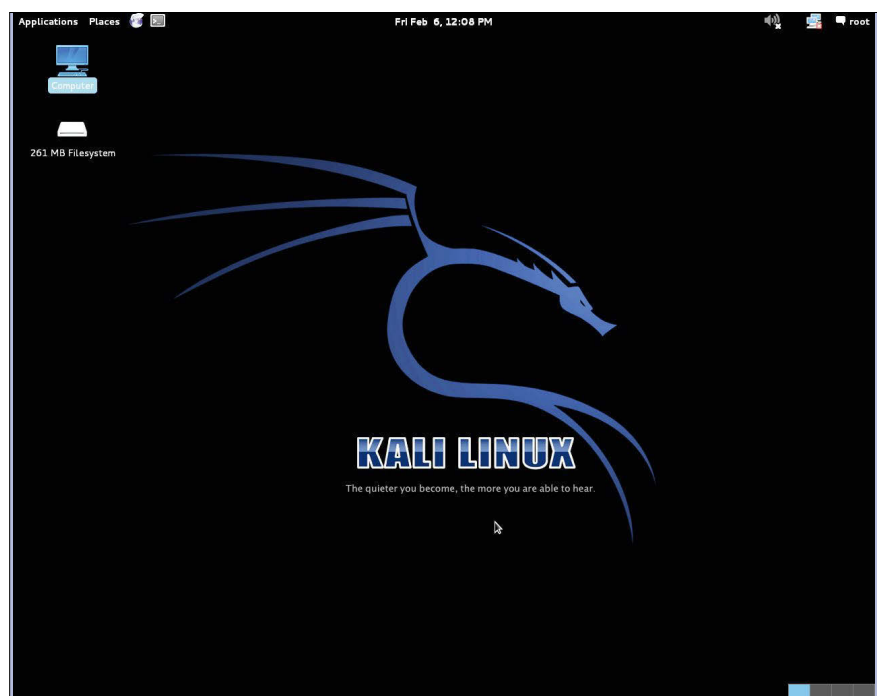 Applications Places Fri Feb 6, 12:08 PM root
Computer
261 MB Filesystem
KALI LINUX
The quieter you become, the more you are able to hear.